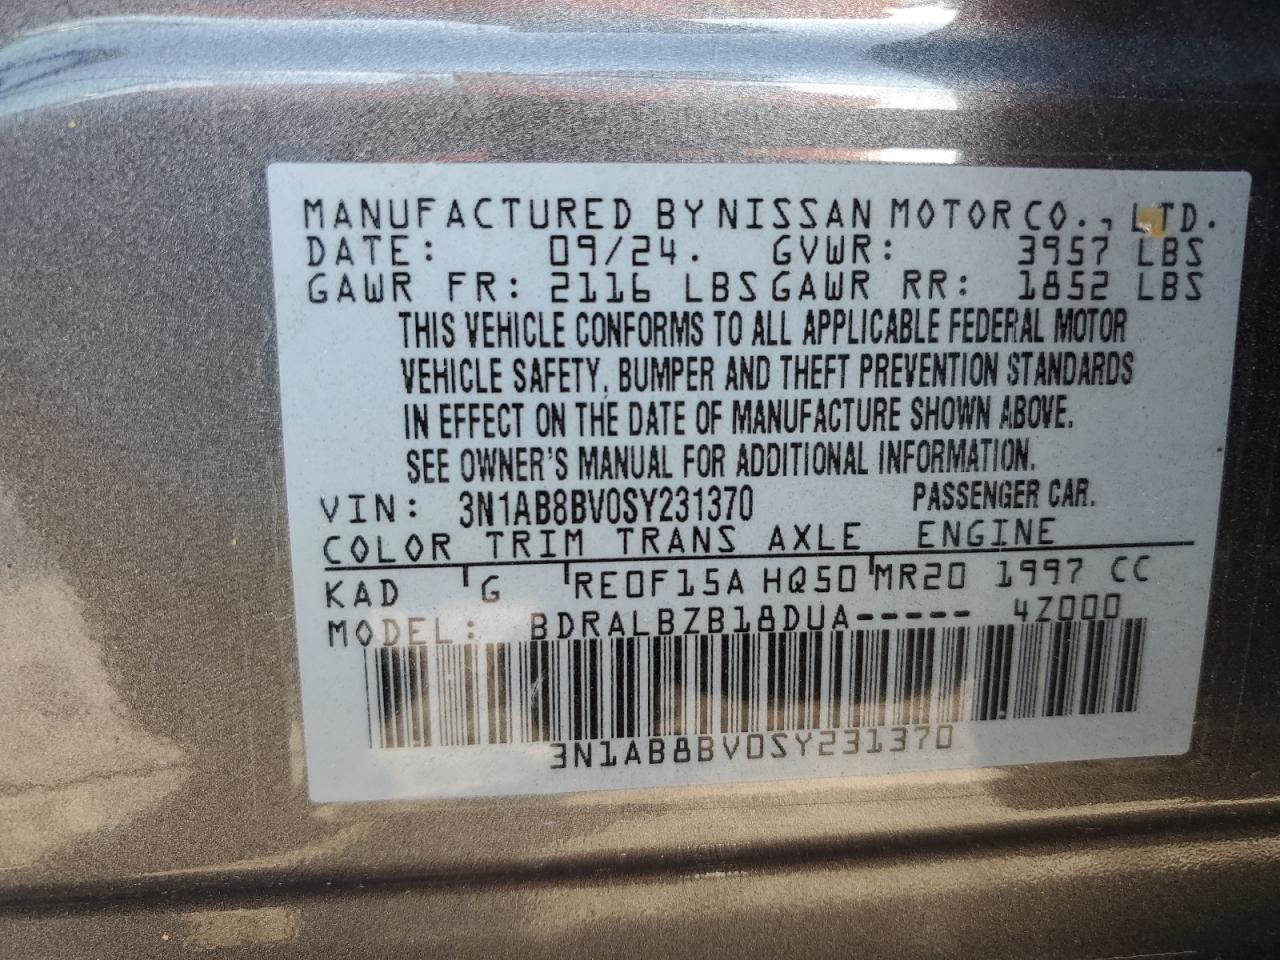 MANUFACTURED BY NISSAN MOTOR CO., LTD.
DATE: 09/24. GVWR: 3957 LBS
GAWR FR: 2116 LBS GAWR RR: 1852 LBS
THIS VEHICLE CONFORMS TO ALL APPLICABLE FEDERAL MOTOR
VEHICLE SAFETY, BUMPER AND THEFT PREVENTION STANDARDS
IN EFFECT ON THE DATE OF MANUFACTURE SHOWN ABOVE.
SEE OWNER'S MANUAL FOR ADDITIONAL INFORMATION.
VIN: 3N1AB8BV0SY231370 PASSENGER CAR.
COLOR TRIM TRANS AXLE ENGINE
KAD G RE0F15A HQ50 MR20 1997 CC
MODEL: BDRALBZB18DUA----- 4Z000
3N1AB8BV0SY231370